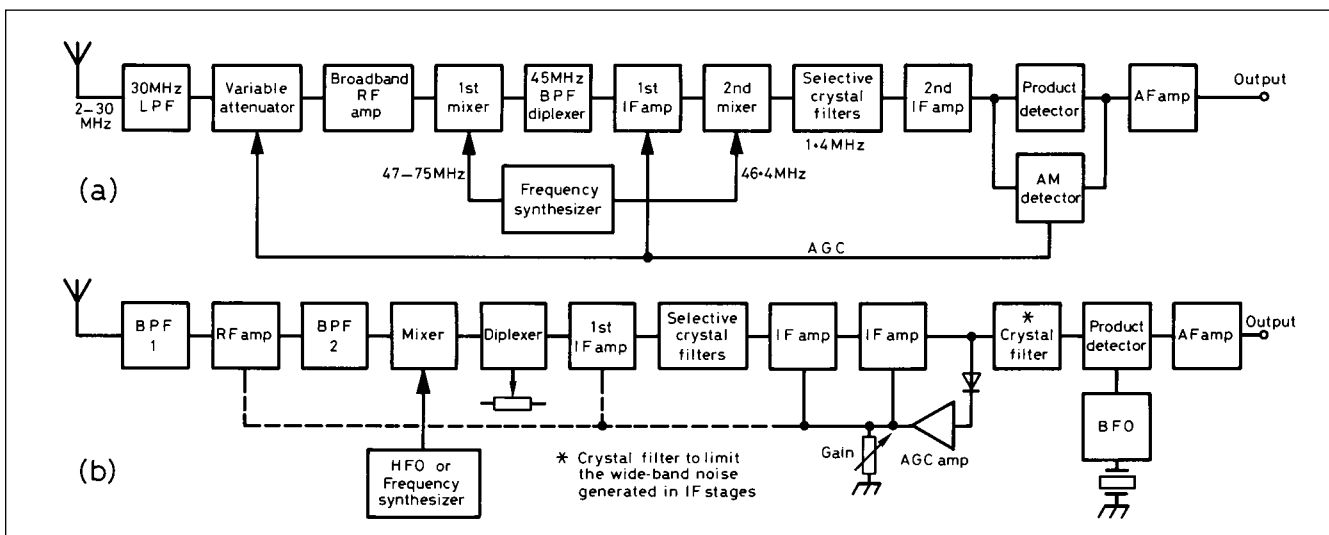 2–30
MHz
30MHz
LPF
Variable
attenuator
Broadband
RF
amp
1st
mixer
45MHz
BPF
diplexer
1st
IF amp
2nd
mixer
Selective
crystal
filters
1·4MHz
2nd
IF amp
Product
detector
AF amp
Output
AM
detector
47–75MHz
Frequency
synthesizer
46·4MHz
AGC
(a)
BPF
1
RF amp
BPF
2
Mixer
Diplexer
1st
IF amp
Selective
crystal
filters
IF amp
IF amp
*
Crystal
filter
Product
detector
AF amp
Output
HFO or
Frequency
synthesizer
* Crystal filter to limit
the wide-band noise
generated in IF stages
Gain
AGC amp
BFO
(b)